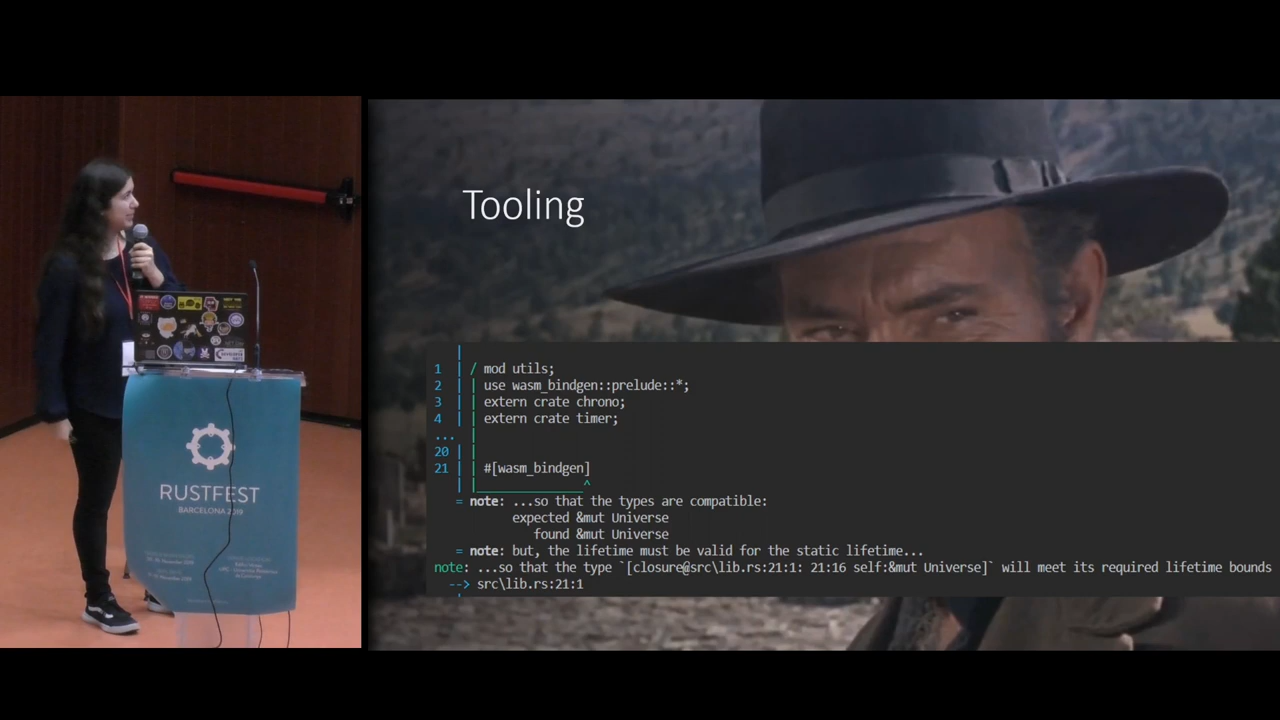 Tooling
1 | / mod utils;
2 | | use wasm_bindgen::prelude::*;
3 | | extern crate chrono;
4 | | extern crate timer;
... |
20 | |
21 | | #[wasm_bindgen]
| |______________^
= note: ...so that the types are compatible:
expected &mut Universe
found &mut Universe
= note: but, the lifetime must be valid for the static lifetime...
note: ...so that the type `[closure@src\lib.rs:21:1: 21:16 self:&mut Universe]` will meet its required lifetime bounds
--> src\lib.rs:21:1
RUSTFEST
BARCELONA 2019